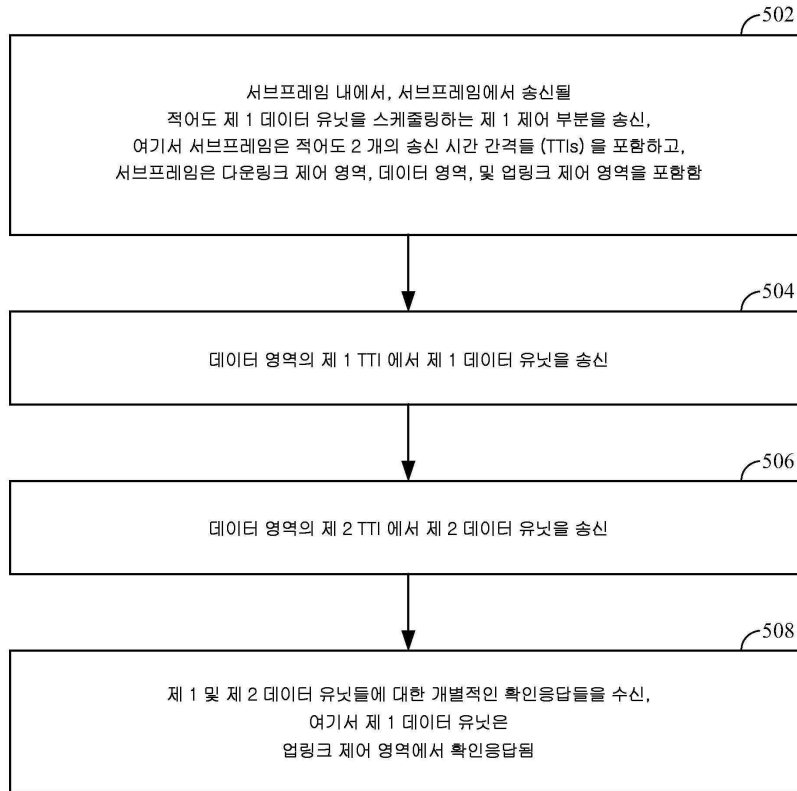 502
서브프레임 내에서, 서브프레임에서 송신될
적어도 제 1 데이터 유닛을 스케줄링하는 제 1 제어 부분을 송신,
여기서 서브프레임은 적어도 2 개의 송신 시간 간격들 (TTIs) 을 포함하고,
서브프레임은 다운링크 제어 영역, 데이터 영역, 및 업링크 제어 영역을 포함함
504
데이터 영역의 제 1 TTI 에서 제 1 데이터 유닛을 송신
506
데이터 영역의 제 2 TTI 에서 제 2 데이터 유닛을 송신
508
제 1 및 제 2 데이터 유닛들에 대한 개별적인 확인응답들을 수신,
여기서 제 1 데이터 유닛은
업링크 제어 영역에서 확인응답됨